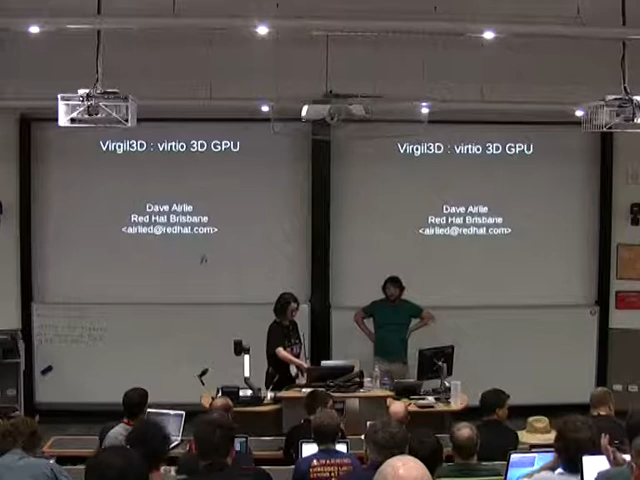 Virgil3D : virtio 3D GPU
Dave Airlie
Red Hat Brisbane
<airlied@redhat.com>
Virgil3D : virtio 3D GPU
Dave Airlie
Red Hat Brisbane
<airlied@redhat.com>